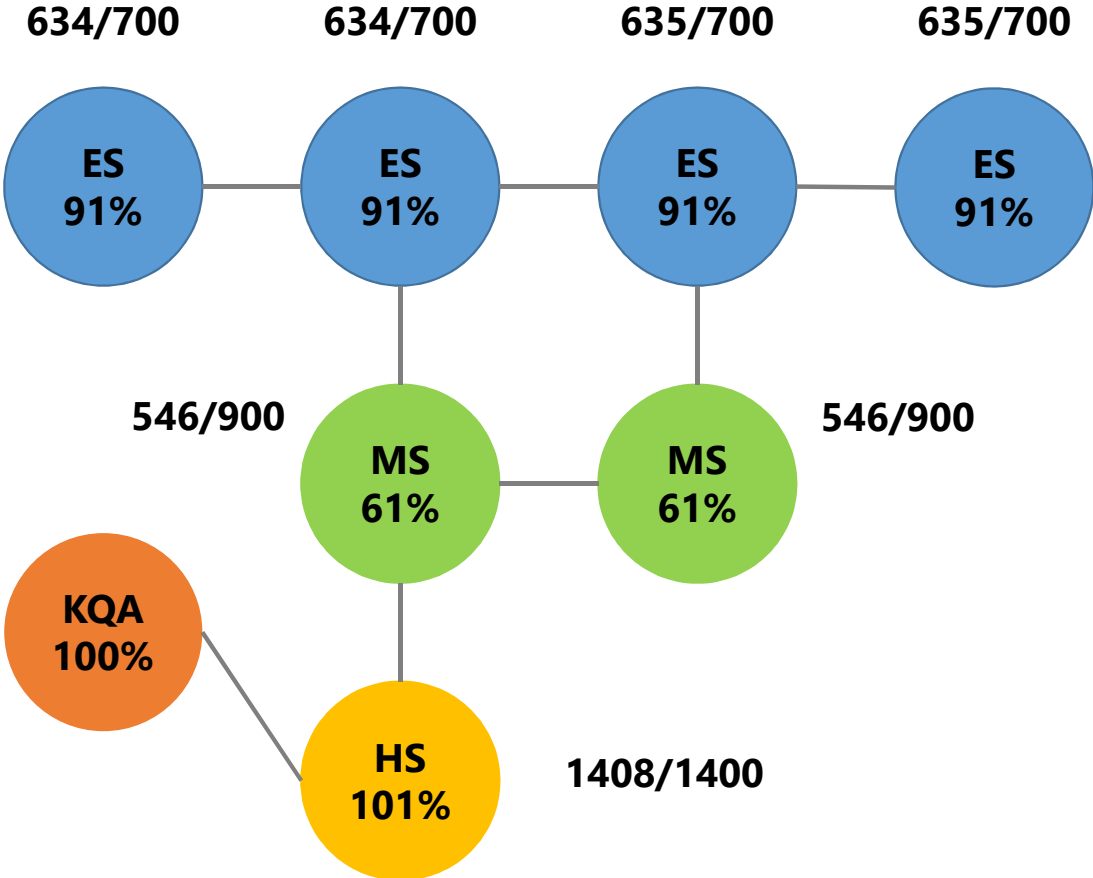 634/700 634/700 635/700 635/700
ES ES ES ES
91% 91% 91% 91%
546/900 546/900
MS MS
61% 61%
KQA
100%
HS
101%
1408/1400